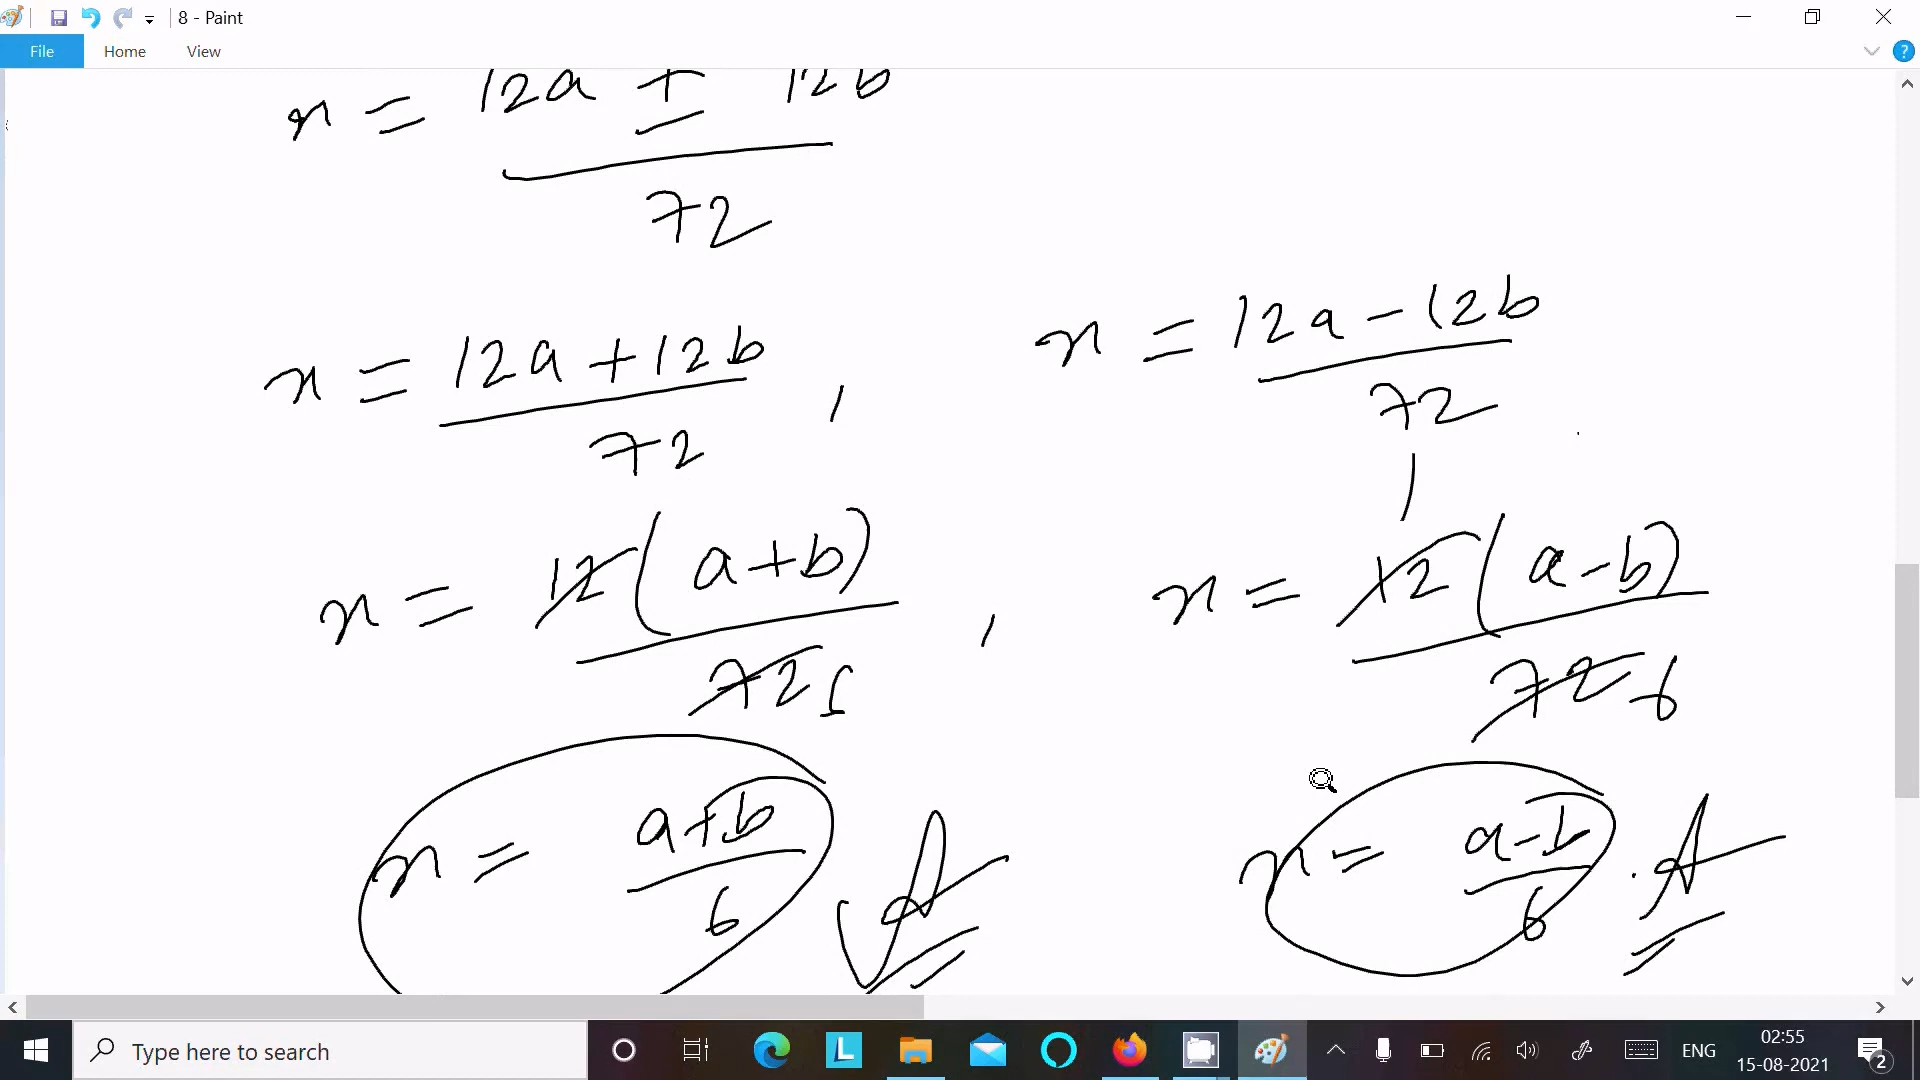 8 - Paint
File Home View
x = 12a ± 12b
72
x = 12a + 12b , x = 12a - 12b
72 72
x = 12 ( a + b ) , x = 12 ( a - b )
72 6 72 6
x = a + b x = a - b
6 6
Type here to search
ENG
02:55
15-08-2021
2